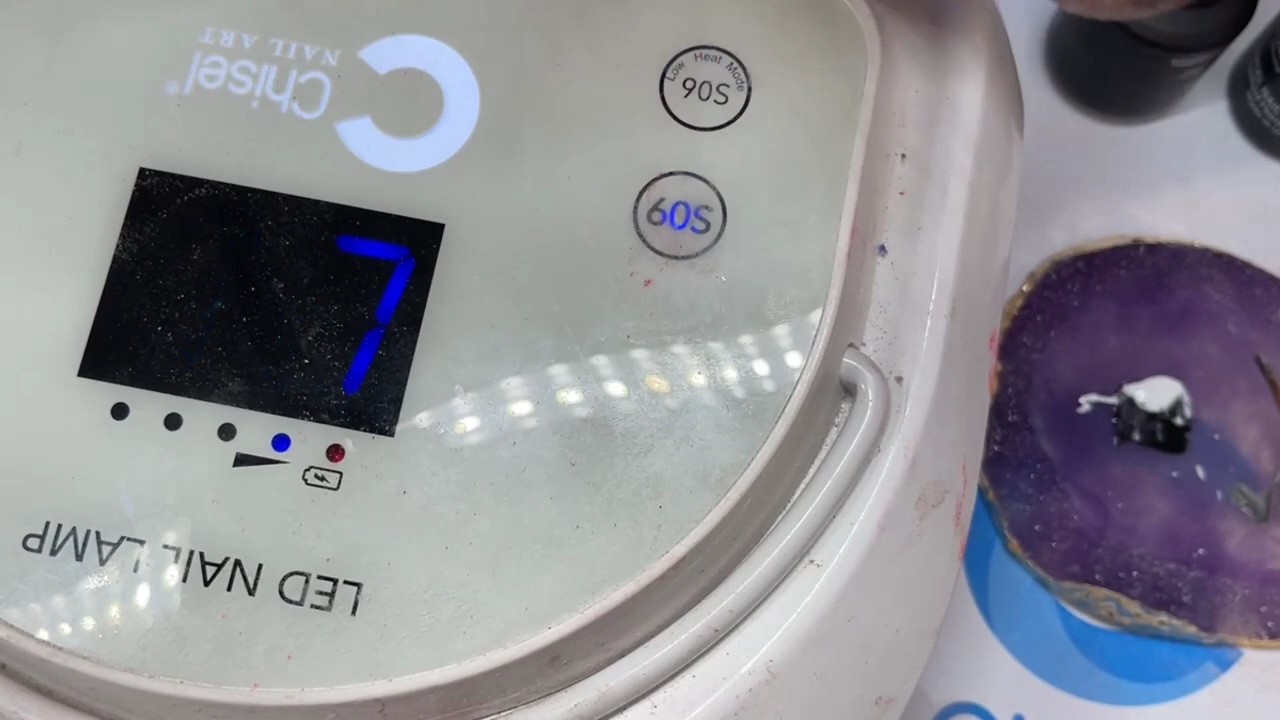 Chisel®
NAIL ART
Low Heat Mode
90S
60S
7
LED NAIL LAMP